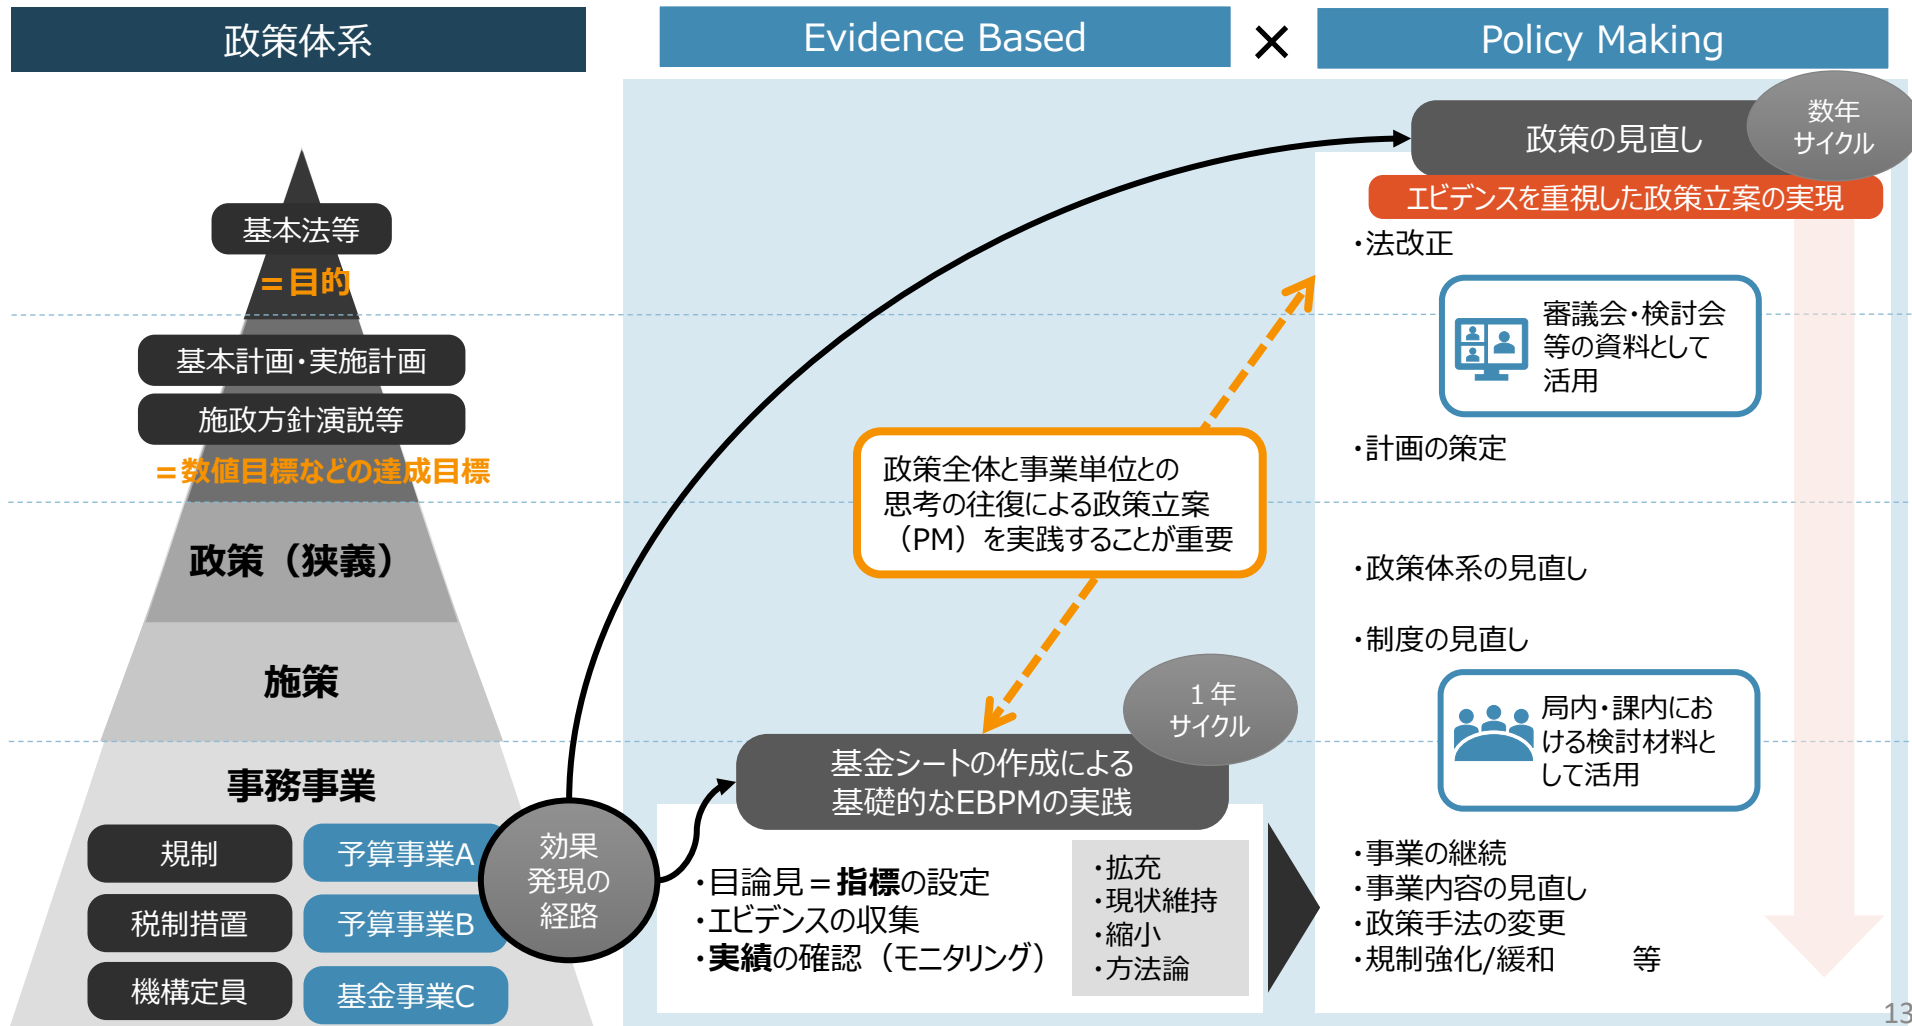 政策体系
Evidence Based
×
Policy Making
基本法等
＝目的
基本計画・実施計画
施政方針演説等
＝数値目標などの達成目標
政策（狭義）
施策
事務事業
規制
予算事業A
税制措置
予算事業B
機構定員
基金事業C
効果
発現の
経路
政策全体と事業単位との
思考の往復による政策立案
（PM）を実践することが重要
１年
サイクル
基金シートの作成による
基礎的なEBPMの実践
・目論見＝指標の設定
・エビデンスの収集
・実績の確認（モニタリング）
・拡充
・現状維持
・縮小
・方法論
数年
サイクル
政策の見直し
エビデンスを重視した政策立案の実現
・法改正
審議会・検討会
等の資料として
活用
・計画の策定
・政策体系の見直し
・制度の見直し
局内・課内にお
ける検討材料と
して活用
・事業の継続
・事業内容の見直し
・政策手法の変更
・規制強化/緩和　　等
13